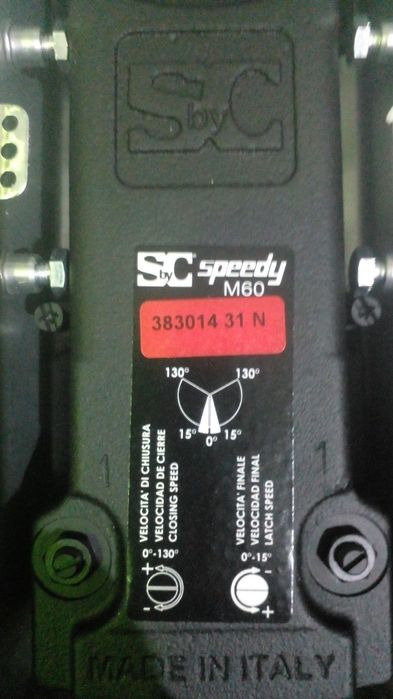 SbyC
SbyC speedy
M60
383014 31 N
130° 130°
15° 0° 15°
VELOCITA' DI CHIUSURA
VELOCIDAD DE CIERRE
CLOSING SPEED
0°-130°
+
-
VELOCITA' FINALE
VELOCIDAD FINAL
LATCH SPEED
0°-15°
-
+
1 1
MADE IN ITALY